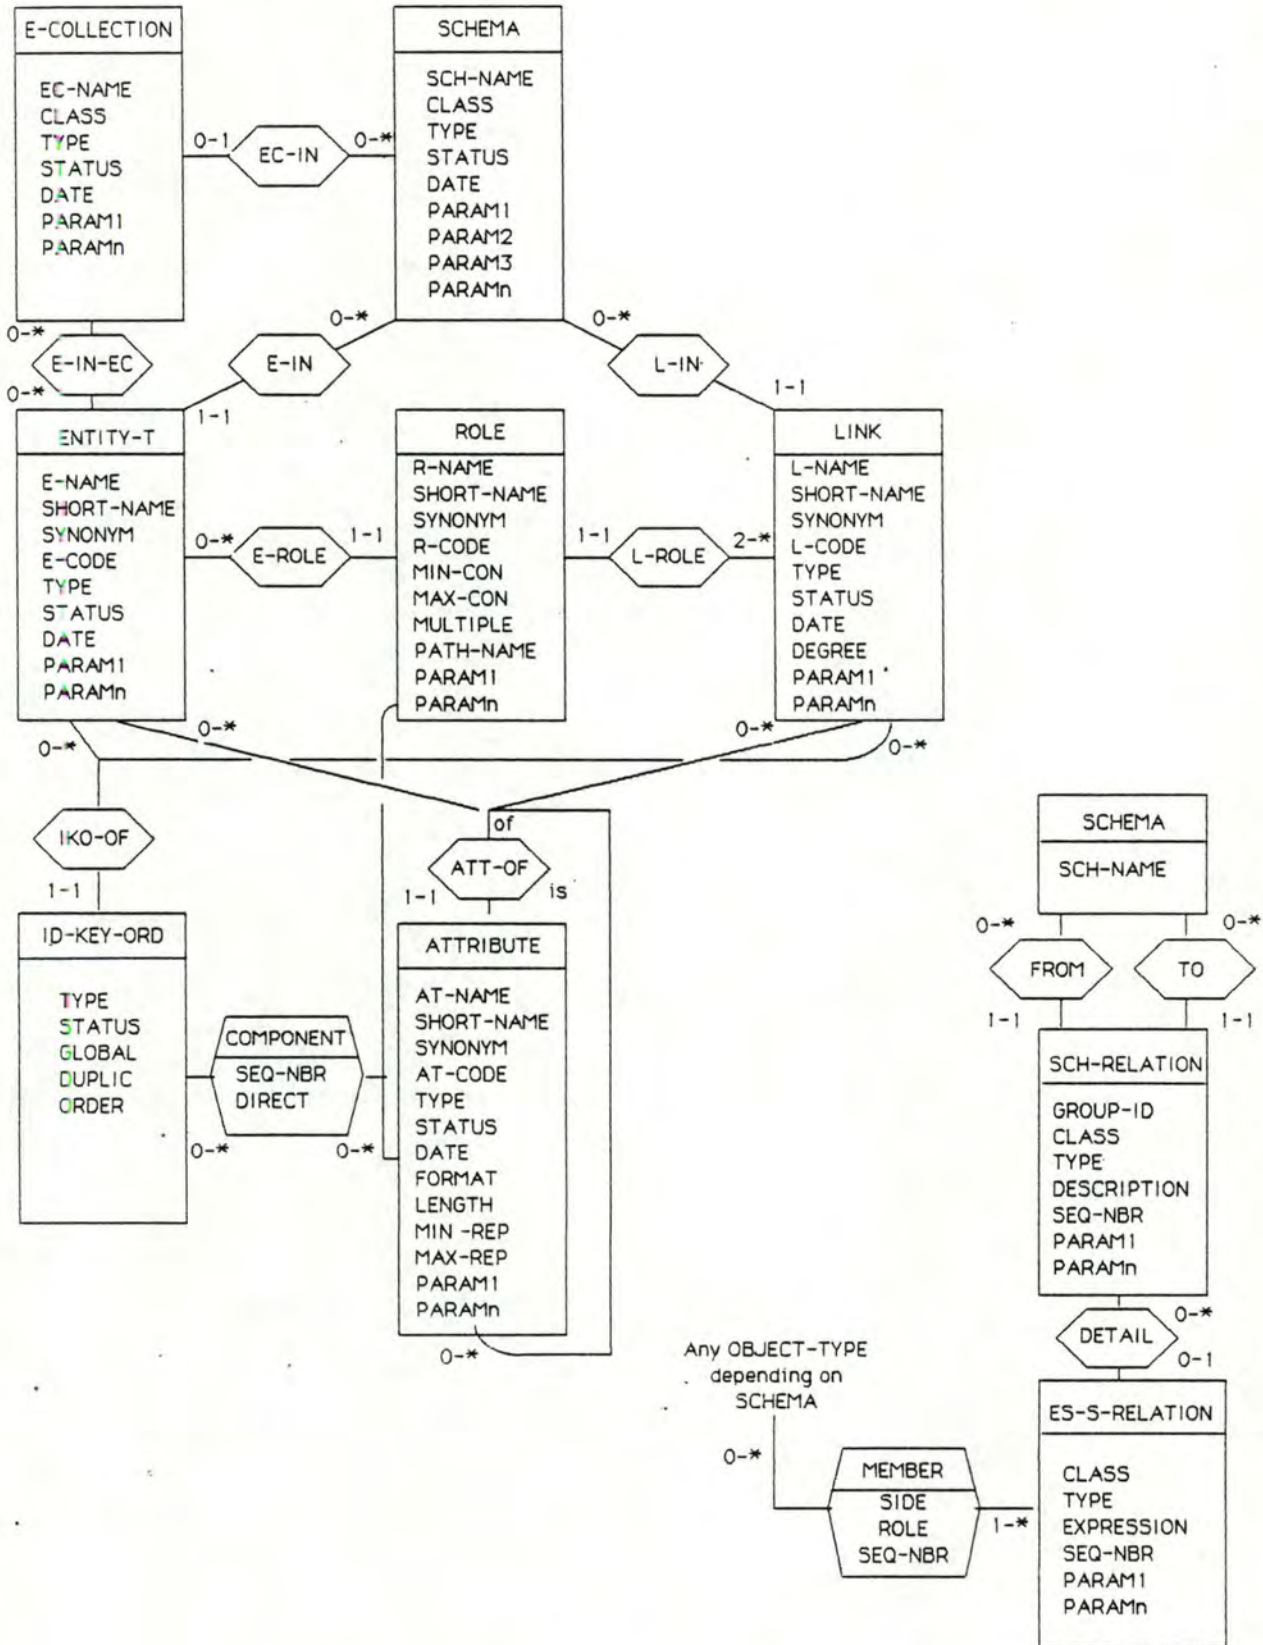 E-COLLECTION
EC-NAME
CLASS
TYPE
STATUS
DATE
PARAM1
PARAMn
0-1
EC-IN
0-*
SCHEMA
SCH-NAME
CLASS
TYPE
STATUS
DATE
PARAM1
PARAM2
PARAM3
PARAMn
0-*
E-IN-EC
0-*
0-*
E-IN
1-1
0-*
L-IN
1-1
ENTITY-T
E-NAME
SHORT-NAME
SYNONYM
E-CODE
TYPE
STATUS
DATE
PARAM1
PARAMn
0-*
E-ROLE
1-1
ROLE
R-NAME
SHORT-NAME
SYNONYM
R-CODE
MIN-CON
MAX-CON
MULTIPLE
PATH-NAME
PARAM1
PARAMn
1-1
L-ROLE
2-*
LINK
L-NAME
SHORT-NAME
SYNONYM
L-CODE
TYPE
STATUS
DATE
DEGREE
PARAM1
PARAMn
0-*
0-*
0-*
0-*
IKO-OF
1-1
of
ATT-OF
1-1
is
ID-KEY-ORD
TYPE
STATUS
GLOBAL
DUPLIC
ORDER
COMPONENT
SEQ-NBR
DIRECT
0-*
0-*
ATTRIBUTE
AT-NAME
SHORT-NAME
SYNONYM
AT-CODE
TYPE
STATUS
DATE
FORMAT
LENGTH
MIN -REP
MAX-REP
PARAM1
PARAMn
0-*
SCHEMA
SCH-NAME
0-*
0-*
FROM
TO
1-1
1-1
SCH-RELATION
GROUP-ID
CLASS
TYPE
DESCRIPTION
SEQ-NBR
PARAM1
PARAMn
0-*
DETAIL
0-1
Any OBJECT-TYPE
depending on
SCHEMA
0-*
MEMBER
SIDE
ROLE
SEQ-NBR
1-*
ES-S-RELATION
CLASS
TYPE
EXPRESSION
SEQ-NBR
PARAM1
PARAMn